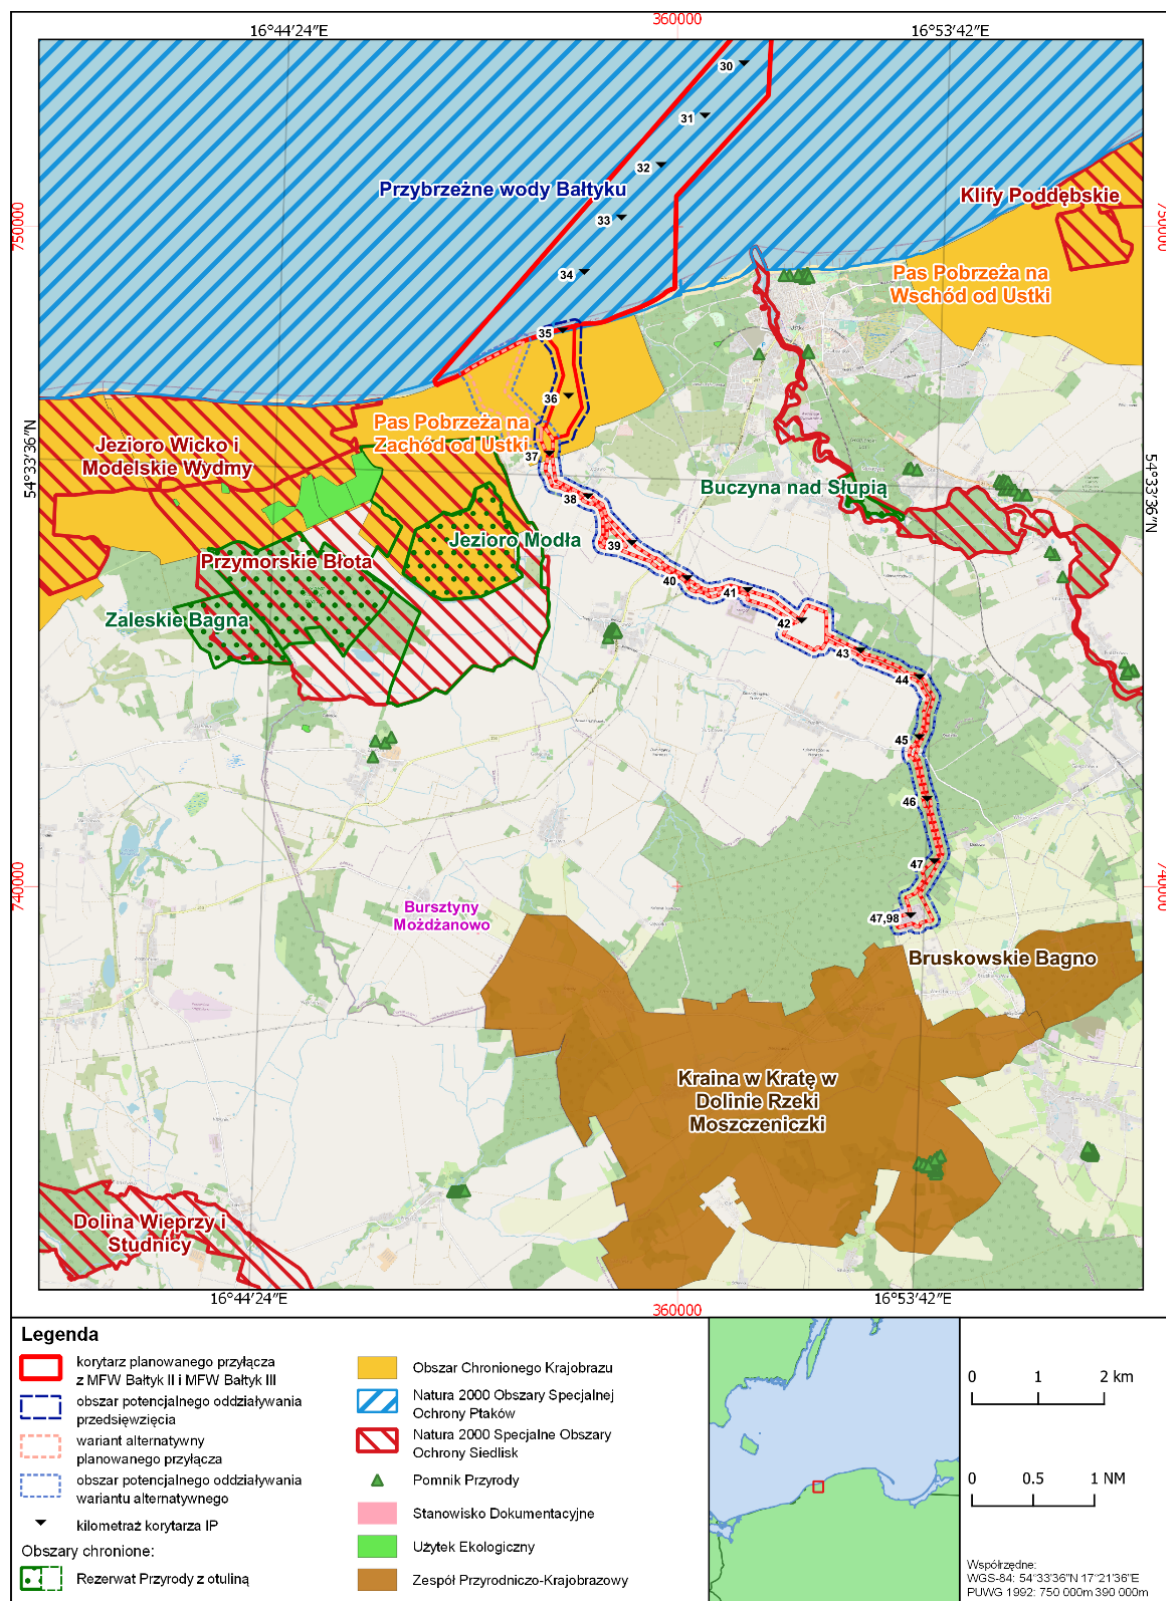 360000
16°44'24"E
16°53'42"E
30
31
32
Przybrzeżne wody Bałtyku
Klify Poddębskie
33
750000
750000
34
Pas Pobrzeża na
Wschód od Ustki
35
36
Pas Pobrzeża na
Zachód od Ustki
Jezioro Wicko i
Modelskie Wydmy
37
54°33'36"N
54°33'36"N
Buczyna nad Słupią
38
Jezioro Modła
39
Przymorskie Błota
40
41
Zaleskie Bagna
42
43
44
45
46
47
740000
740000
Bursztyny
Możdżanowo
47,98
Bruskowskie Bagno
Kraina w Kratę w
Dolinie Rzeki
Moszczeniczki
Dolina Wieprzy i
Studnicy
16°44'24"E
16°53'42"E
360000
Legenda
korytarz planowanego przyłącza
z MFW Bałtyk II i MFW Bałtyk III
obszar potencjalnego oddziaływania
przedsięwzięcia
wariant alternatywny
planowanego przyłącza
obszar potencjalnego oddziaływania
wariantu alternatywnego
kilometraż korytarza IP
Obszary chronione:
Rezerwat Przyrody z otuliną
Obszar Chronionego Krajobrazu
Natura 2000 Obszary Specjalnej
Ochrony Ptaków
Natura 2000 Specjalne Obszary
Ochrony Siedlisk
Pomnik Przyrody
Stanowisko Dokumentacyjne
Użytek Ekologiczny
Zespół Przyrodniczo-Krajobrazowy
0 1 2 km
0 0.5 1 NM
Współrzędne:
WGS-84: 54°33'36"N 17°21'36"E
PUWG 1992: 750 000m 390 000m